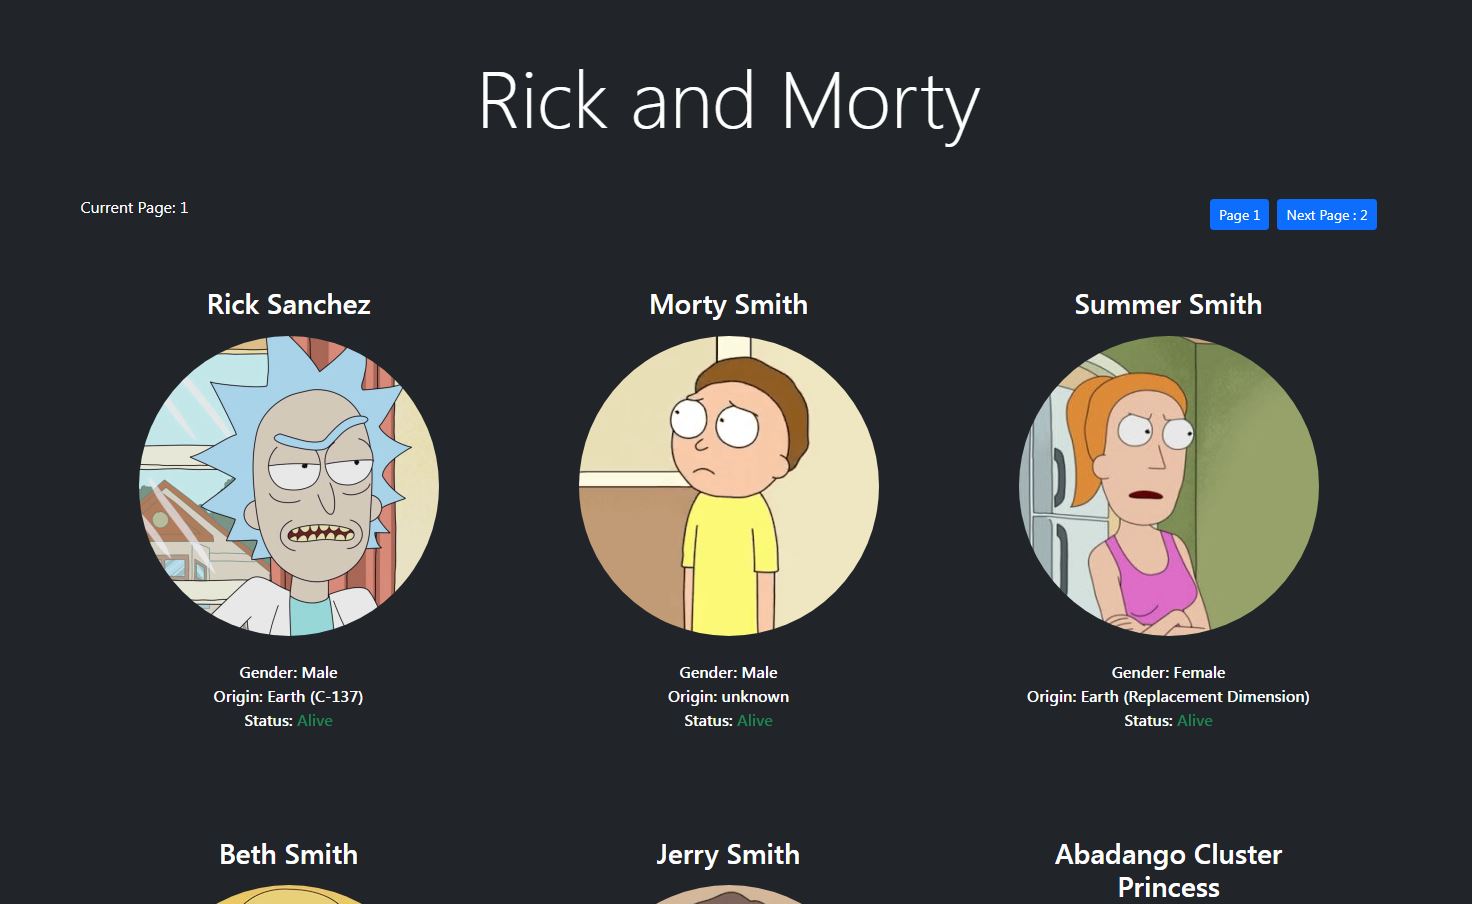 Rick and Morty
Current Page: 1
Page 1
Next Page : 2
Rick Sanchez
Morty Smith
Summer Smith
Gender: Male
Origin: Earth (C-137)
Status: Alive
Gender: Male
Origin: unknown
Status: Alive
Gender: Female
Origin: Earth (Replacement Dimension)
Status: Alive
Beth Smith
Jerry Smith
Abadango Cluster
Princess